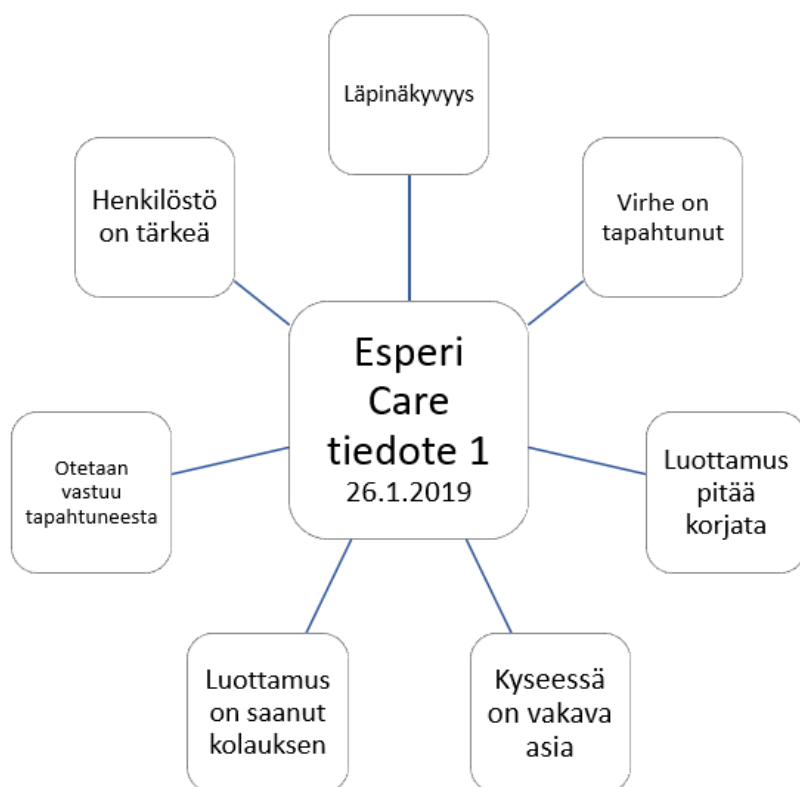 Läpinäkyvyys
Virhe on
tapahtunut
Luottamus
pitää
korjata
Kyseessä
on vakava
asia
Luottamus
on saanut
kolauksen
Otetaan
vastuu
tapahtuneesta
Henkilöstö
on tärkeä
Esperi
Care
tiedote 1
26.1.2019